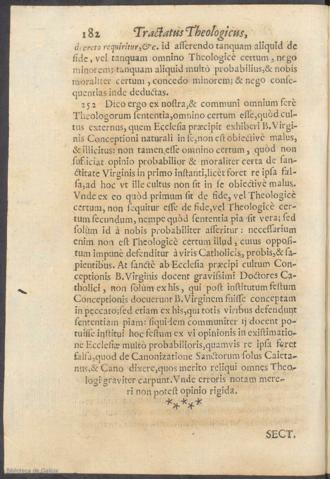 182 Tractatus Theologicus,
decreto requiritur, &c. id asserendo tanquam aliquid de
fide, vel tanquam omnino Theologicè certum, nego
minorem; tanquam aliquid multò probabilius, & nobis
moraliter certum, concedo minorem; & nego conse-
quentias inde deductas.
252 Dico ergo ex nostra, & communi omnium ferè
Theologorum sententia, omnino certum esse, quòd cul-
tus externus, quem Ecclesia præcipit exhiberi B. Virgi-
nis Conceptioni naturali in se, non est obiectivè malus,
& illicitus: non tamen esse omnino certum, quòd non
sufficiat opinio probabilior & moraliter certa de san-
ctitate Virginis in primo instanti, licèt foret re ipsa fal-
sa, ad hoc vt ille cultus non sit in se obiectivè malus.
Vnde ex eo quòd primum sit de fide, vel Theologicè
certum, non sequitur esse de fide, vel Theologicè cer-
tum secundum, nempe quòd sententia pia sit vera; sed
solùm id à nobis probabiliter asseritur: necessarium
enim non est Theologicè certum illud, cuius opposi-
tum impunè defenditur à viris Catholicis, probis, & sa-
pientibus. At sanctè ab Ecclesia præcipi cultum Con-
ceptionis B. Virginis docent gravissimi Doctores Ca-
tholici, non solùm ex his, qui post institutum festum
Conceptionis docuerunt B. Virginem fuisse conceptam
in peccato; sed etiam ex his, qui totis viribus defendunt
sententiam piam: siquidem communiter ij docent po-
tuisse institui hoc festum ex vi opinionis in existimatio-
ne Ecclesiæ multò probabilioris, quamvis re ipsa foret
falsa, quod de Canonizatione Sanctorum solus Caieta-
nus, & Cano dixere, quos merito reliqui omnes Theo-
logi graviter carpunt. Vnde erroris notam mere-
ri non potest opinio rigida.
*****
SECT.
Biblioteca de Galicia